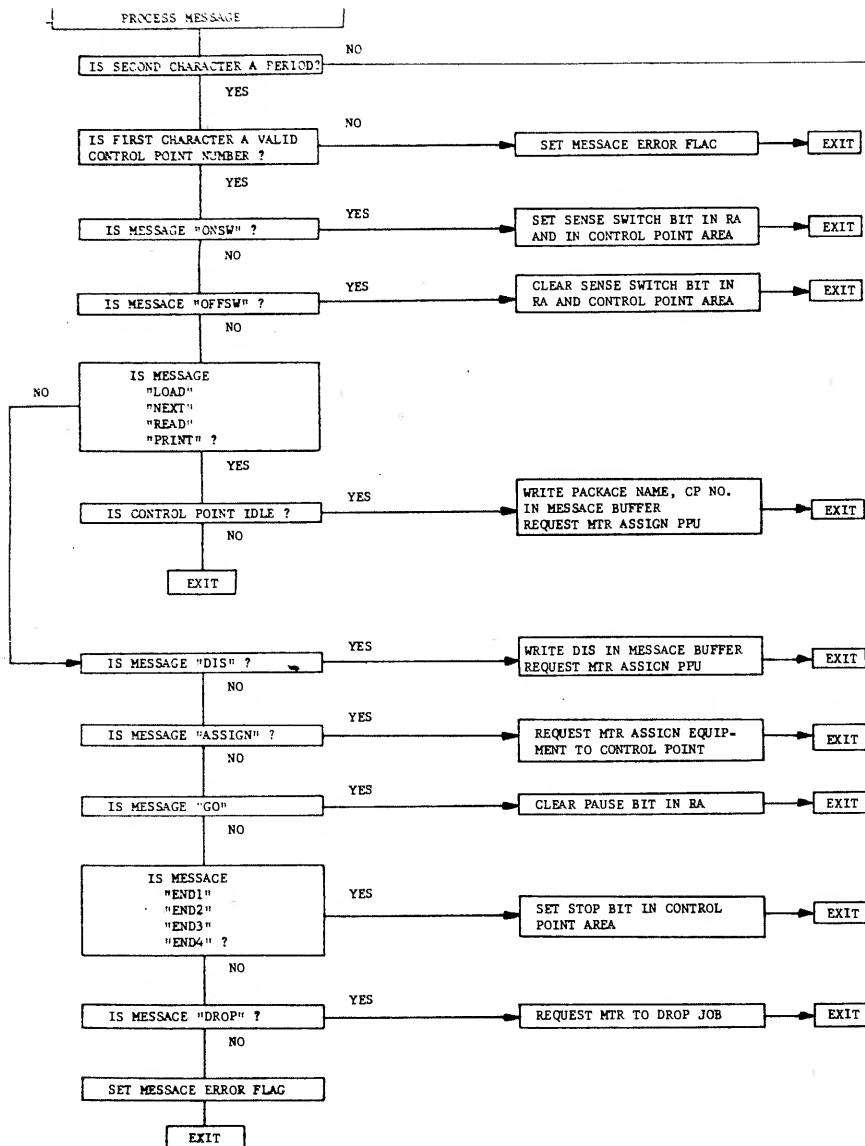 PROCESS MESSAGE
NO
IS SECOND CHARACTER A PERIOD?
YES
NO
IS FIRST CHARACTER A VALID
CONTROL POINT NUMBER ?
SET MESSAGE ERROR FLAG
EXIT
YES
YES
IS MESSAGE "ONSW" ?
SET SENSE SWITCH BIT IN RA
AND IN CONTROL POINT AREA
EXIT
NO
YES
IS MESSAGE "OFFSW" ?
CLEAR SENSE SWITCH BIT IN
RA AND CONTROL POINT AREA
EXIT
NO
NO
IS MESSAGE
"LOAD"
"NEXT"
"READ"
"PRINT" ?
YES
YES
IS CONTROL POINT IDLE ?
WRITE PACKAGE NAME, CP NO.
IN MESSAGE BUFFER
REQUEST MTR ASSIGN PPU
EXIT
NO
EXIT
YES
IS MESSAGE "DIS" ?
WRITE DIS IN MESSAGE BUFFER
REQUEST MTR ASSIGN PPU
EXIT
NO
YES
IS MESSAGE "ASSIGN" ?
REQUEST MTR ASSIGN EQUIP-
MENT TO CONTROL POINT
EXIT
NO
YES
IS MESSAGE "GO"
CLEAR PAUSE BIT IN RA
EXIT
NO
IS MESSAGE
"END1"
"END2"
"END3"
"END4" ?
YES
SET STOP BIT IN CONTROL
POINT AREA
EXIT
NO
YES
IS MESSAGE "DROP" ?
REQUEST MTR TO DROP JOB
EXIT
NO
SET MESSAGE ERROR FLAG
EXIT